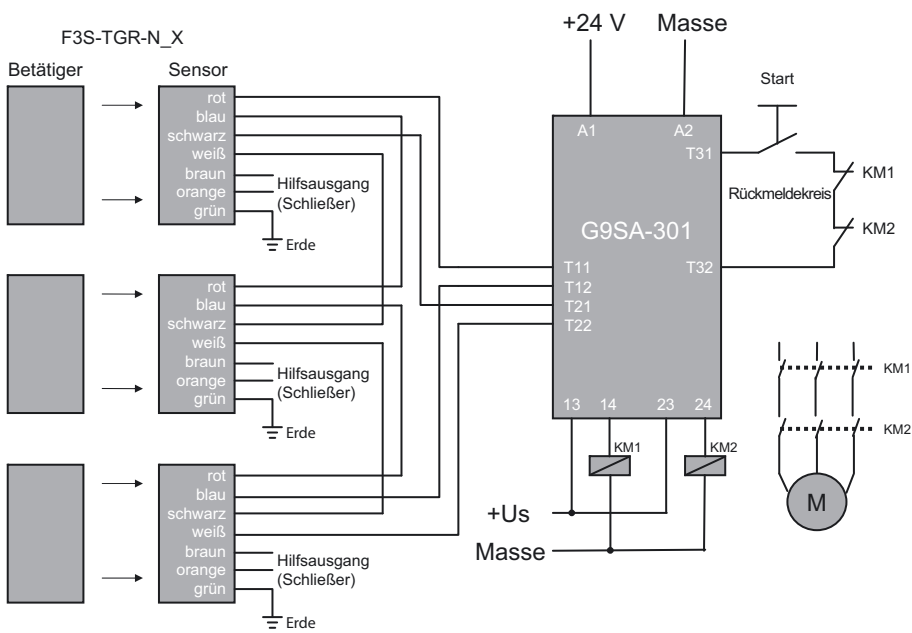 F3S-TGR-N_X
Betätiger
Sensor
rot
blau
schwarz
weiß
braun
orange
grün
Hilfsausgang
(Schließer)
Erde
rot
blau
schwarz
weiß
braun
orange
grün
Hilfsausgang
(Schließer)
Erde
rot
blau
schwarz
weiß
braun
orange
grün
Hilfsausgang
(Schließer)
Erde
+24 V
Masse
A1
A2
T31
G9SA-301
T11
T12
T21
T22
T32
13
14
23
24
Start
KM1
Rückmeldekreis
KM2
KM1
KM2
+Us
Masse
KM1
KM2
M